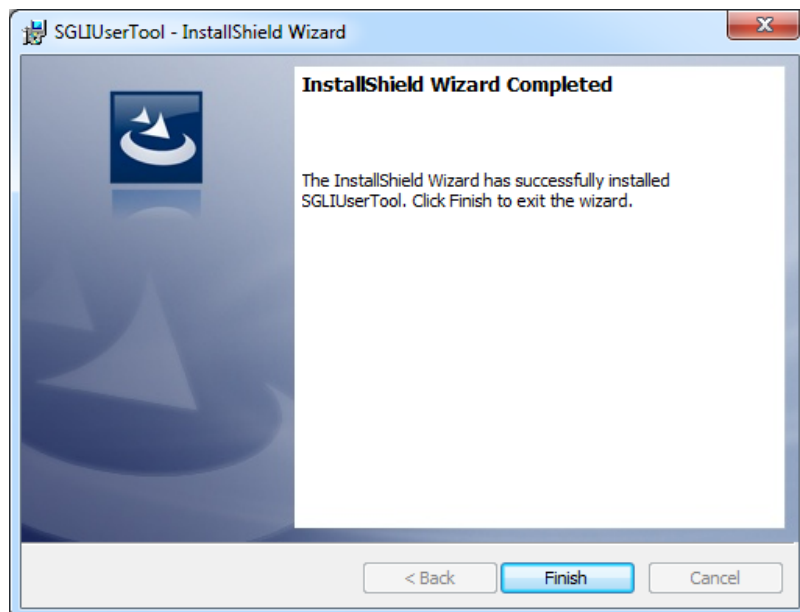 SGLIUserTool - InstallShield Wizard
InstallShield Wizard Completed
The InstallShield Wizard has successfully installed
SGLIUserTool. Click Finish to exit the wizard.
< Back
Finish
Cancel